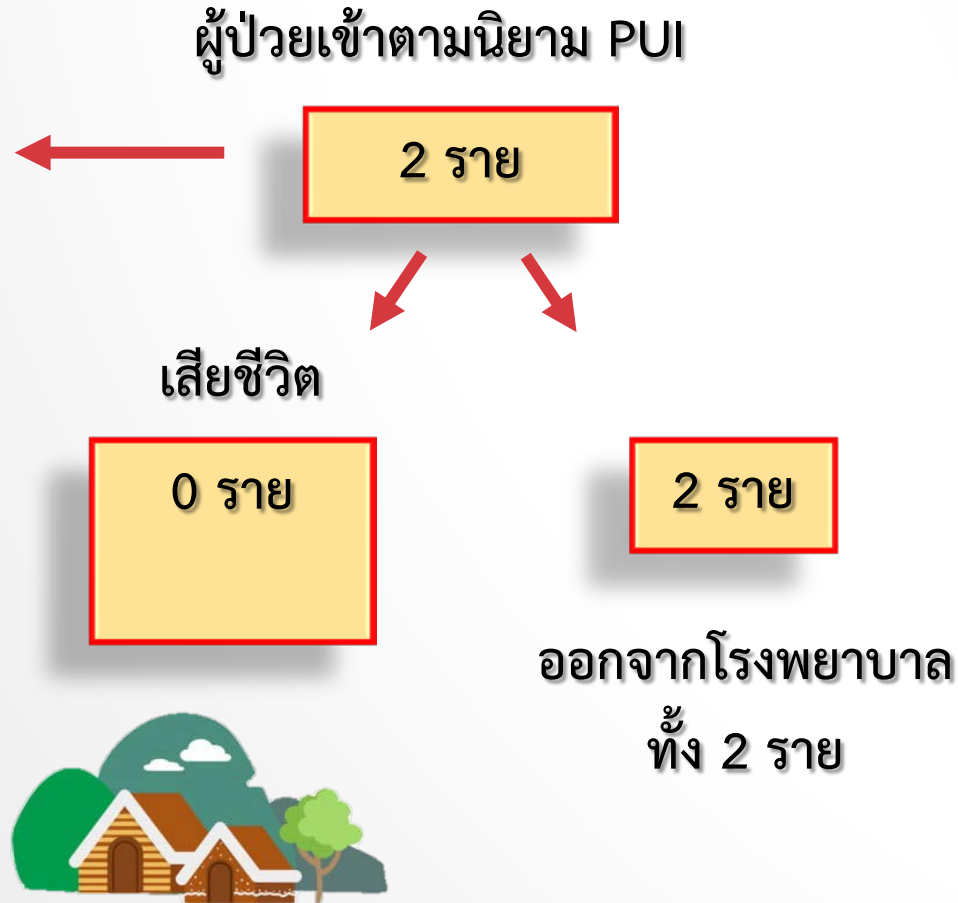 ผู้ป่วยเข้าตามนิยาม PUI
2 ราย
เสียชีวิต
0 ราย
2 ราย
ออกจากโรงพยาบาล
ทั้ง 2 ราย